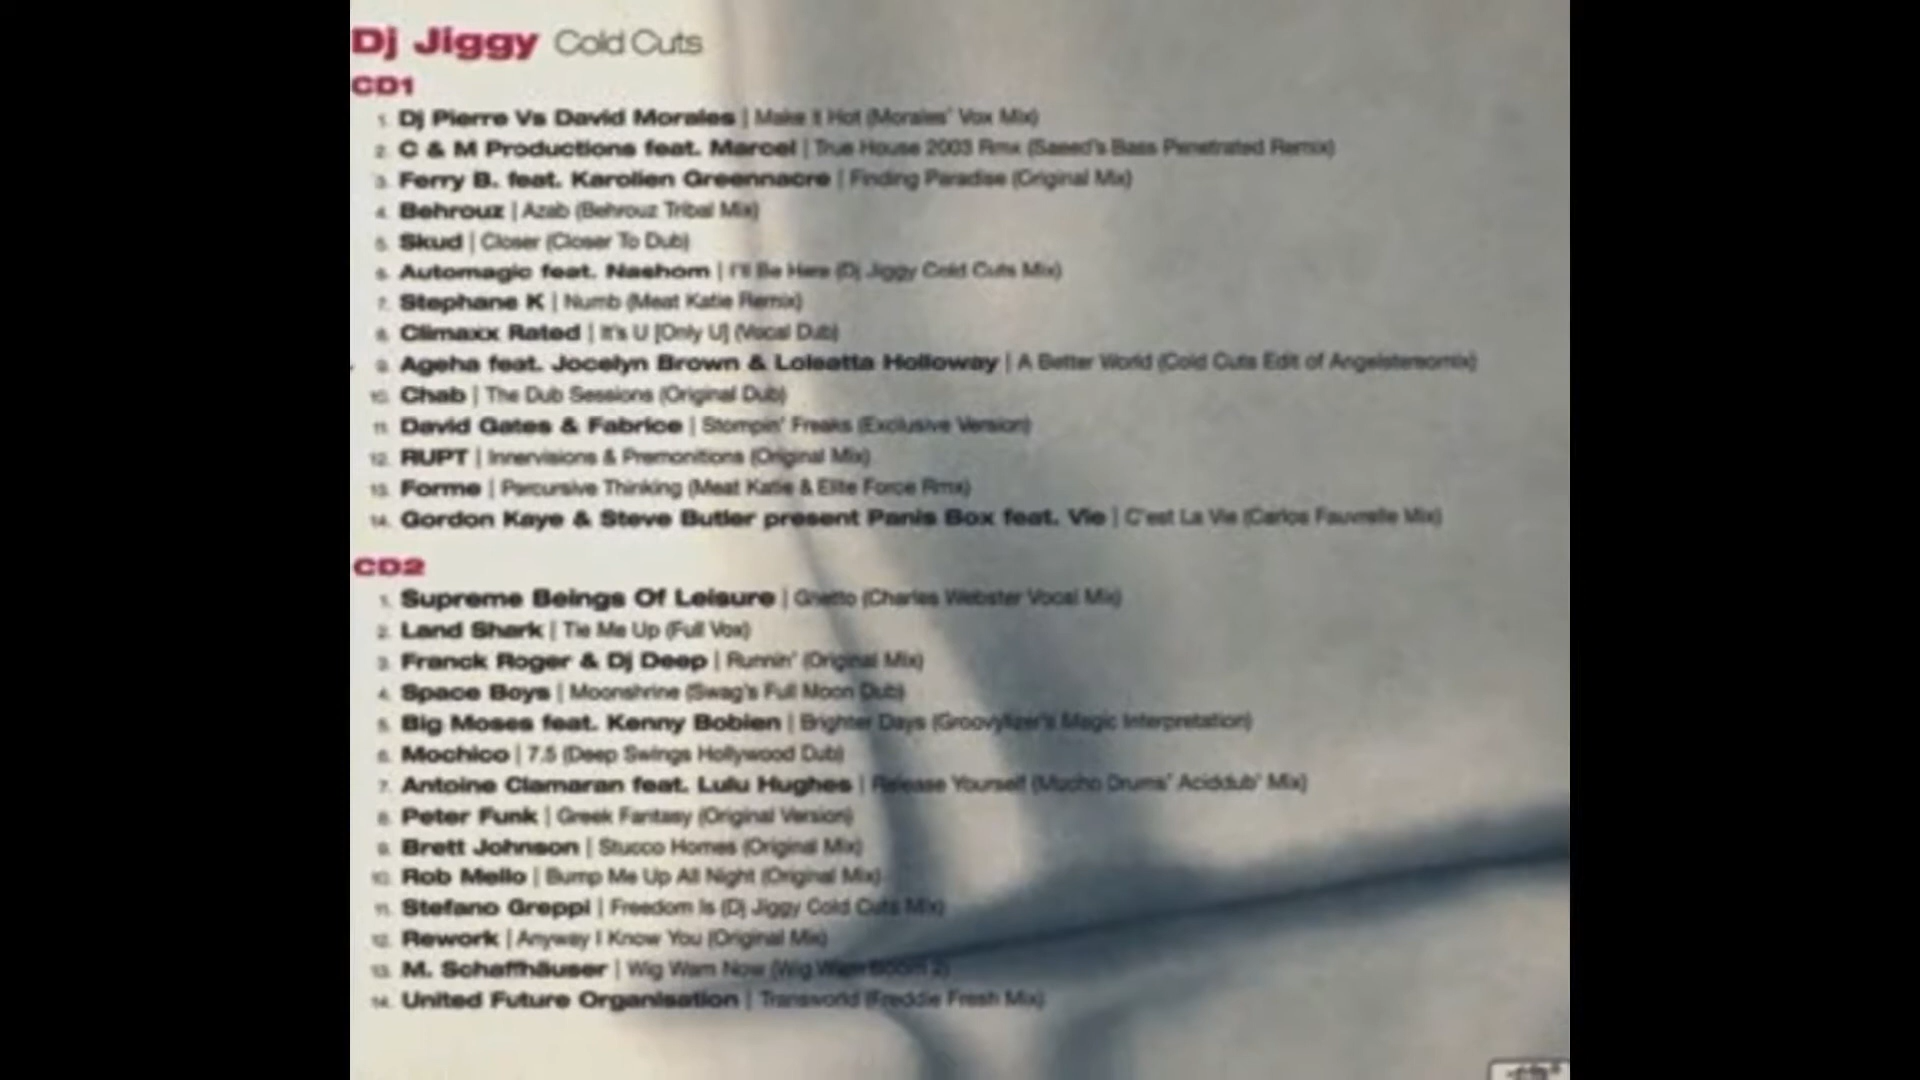 Dj Jiggy Cold Cuts
CD1
1. Dj Pierre Vs David Morales | Make It Hot (Morales' Vox Mix)
2. C & M Productions feat. Marcel | True House 2003 Rmx (Saeed's Bass Penetrated Remix)
3. Ferry B. feat. Karolien Greennacre | Finding Paradise (Original Mix)
4. Behrouz | Azab (Behrouz Tribal Mix)
5. Skud | Closer (Closer To Dub)
6. Automagic feat. Nashom | I'll Be Here (Dj Jiggy Cold Cuts Mix)
7. Stephane K | Numb (Meat Katie Remix)
8. Climaxx Rated | It's U [Only U] (Vocal Dub)
9. Ageha feat. Jocelyn Brown & Loleatta Holloway | A Better World (Cold Cuts Edit of Angelstereomix)
10. Chab | The Dub Sessions (Original Dub)
11. David Gates & Fabrice | Stompin' Freaks (Exclusive Version)
12. RUPT | Innervisions & Premonitions (Original Mix)
13. Forme | Percursive Thinking (Meat Katie & Elite Force Rmx)
14. Gordon Kaye & Steve Butler present Panis Box feat. Vie | C'est La Vie (Carlos Fauvrelle Mix)
CD2
1. Supreme Beings Of Leisure | Ghetto (Charles Webster Vocal Mix)
2. Land Shark | Tie Me Up (Full Vox)
3. Franck Roger & Dj Deep | Runnin' (Original Mix)
4. Space Boys | Moonshrine (Swag's Full Moon Dub)
5. Big Moses feat. Kenny Bobien | Brighter Days (Groovylizer's Magic Interpretation)
6. Mochico | 7.5 (Deep Swings Hollywood Dub)
7. Antoine Clamaran feat. Lulu Hughes | Release Yourself (Mucho Drums' Aciddub' Mix)
8. Peter Funk | Greek Fantasy (Original Version)
9. Brett Johnson | Stucco Homes (Original Mix)
10. Rob Mello | Bump Me Up All Night (Original Mix)
11. Stefano Greppi | Freedom Is (Dj Jiggy Cold Cuts Mix)
12. Rework | Anyway I Know You (Original Mix)
13. M. Schaffhäuser | Wig Wam Now (Wig Wam Boom 2)
14. United Future Organisation | Transworld (Freddie Fresh Mix)